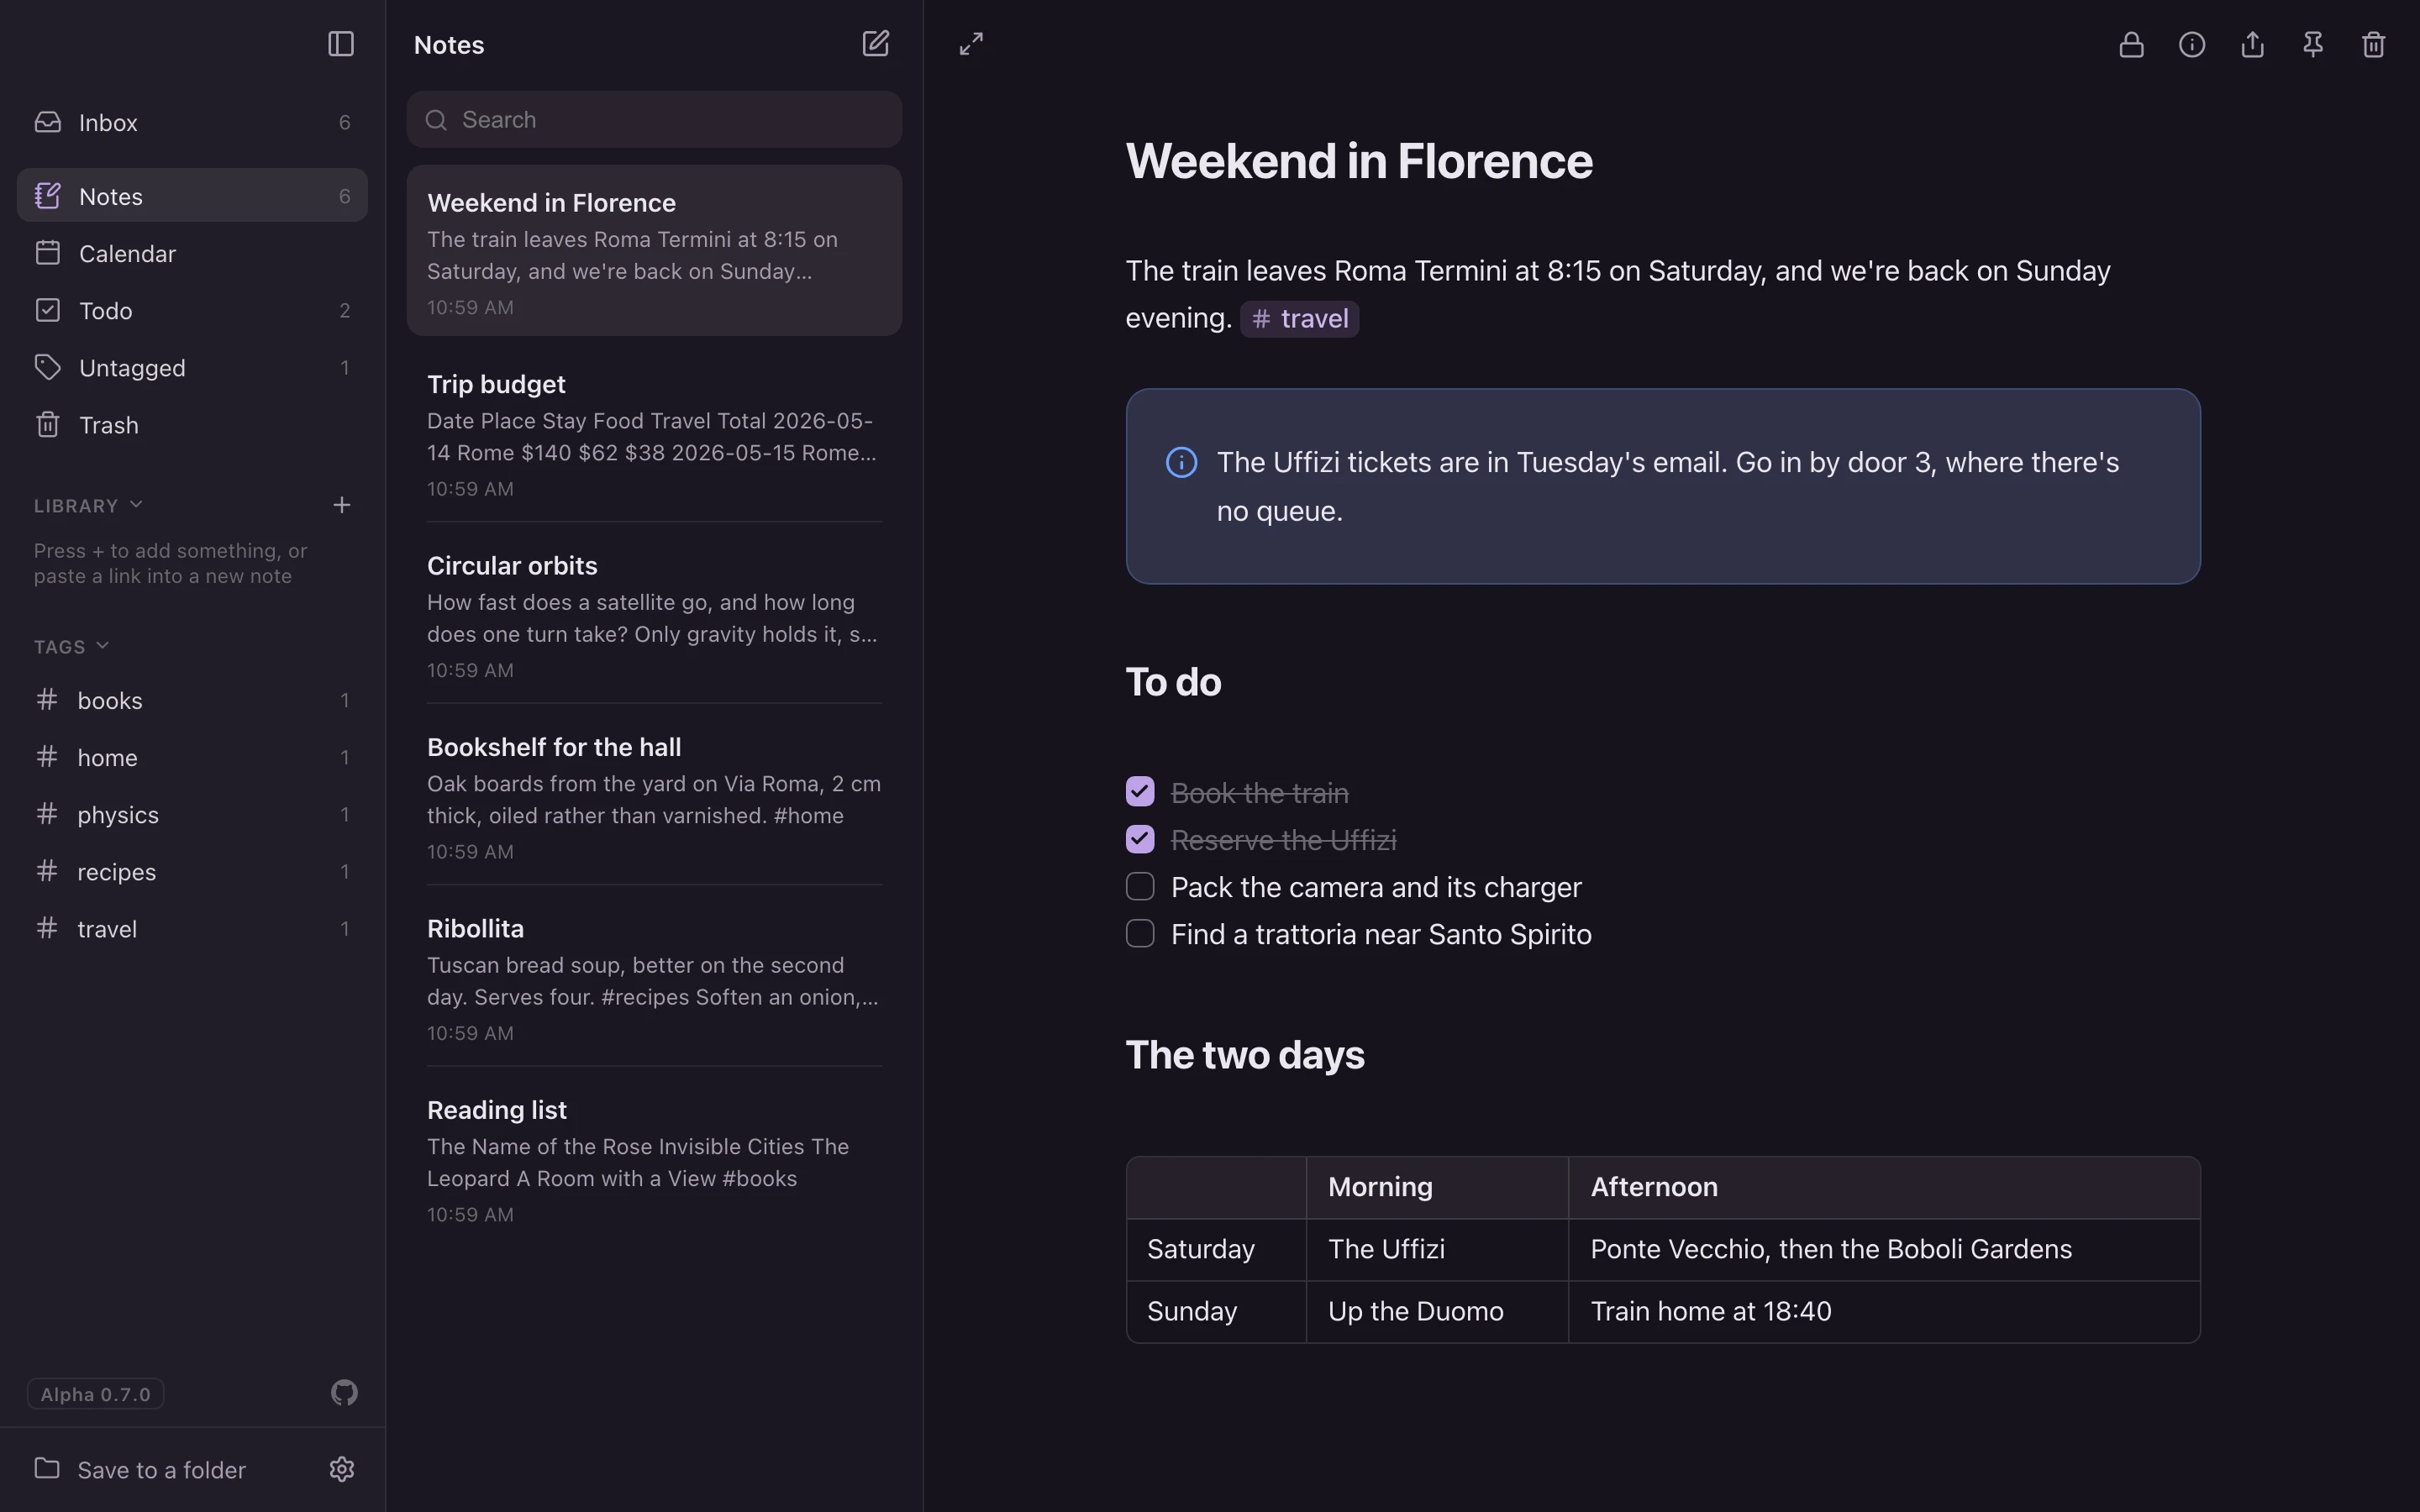 Inbox 6
Notes 6
Calendar
Todo 2
Untagged 1
Trash
LIBRARY
Press + to add something, or
paste a link into a new note
TAGS
# books 1
# home 1
# physics 1
# recipes 1
# travel 1
Alpha 0.7.0
Save to a folder
Notes
Search
Weekend in Florence
The train leaves Roma Termini at 8:15 on
Saturday, and we're back on Sunday...
10:59 AM
Trip budget
Date Place Stay Food Travel Total 2026-05-
14 Rome $140 $62 $38 2026-05-15 Rome...
10:59 AM
Circular orbits
How fast does a satellite go, and how long
does one turn take? Only gravity holds it, s...
10:59 AM
Bookshelf for the hall
Oak boards from the yard on Via Roma, 2 cm
thick, oiled rather than varnished. #home
10:59 AM
Ribollita
Tuscan bread soup, better on the second
day. Serves four. #recipes Soften an onion,...
10:59 AM
Reading list
The Name of the Rose Invisible Cities The
Leopard A Room with a View #books
10:59 AM
Weekend in Florence
The train leaves Roma Termini at 8:15 on Saturday, and we're back on Sunday
evening. # travel
The Uffizi tickets are in Tuesday's email. Go in by door 3, where there's
no queue.
To do
Book the train
Reserve the Uffizi
Pack the camera and its charger
Find a trattoria near Santo Spirito
The two days
Morning Afternoon
Saturday The Uffizi Ponte Vecchio, then the Boboli Gardens
Sunday Up the Duomo Train home at 18:40